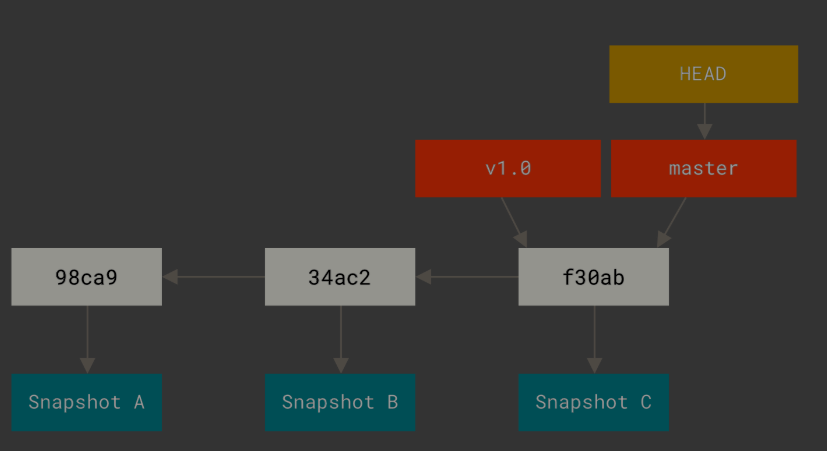 HEAD
v1.0
master
98ca9
34ac2
f30ab
Snapshot A
Snapshot B
Snapshot C